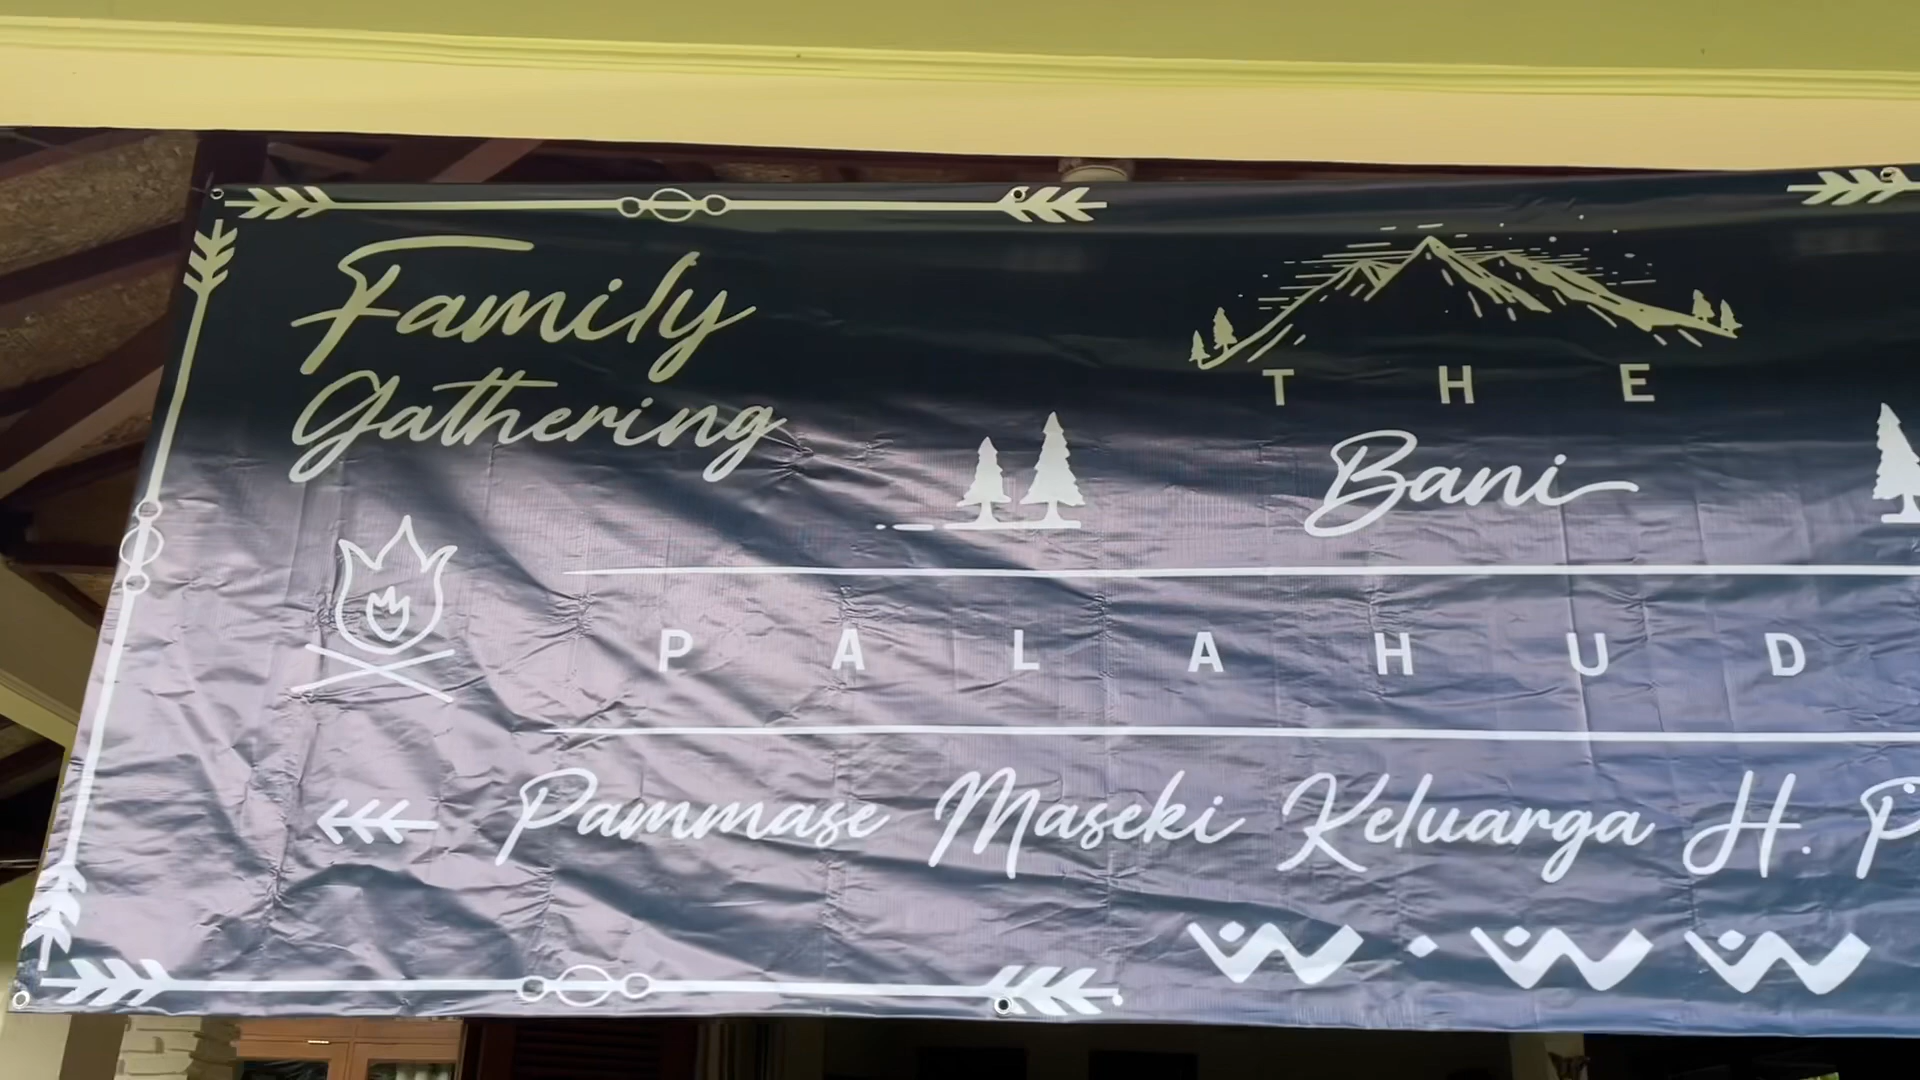 Family
Gathering
THE
Bani
PALAHUD
Pammase Maseki Keluarga H. P